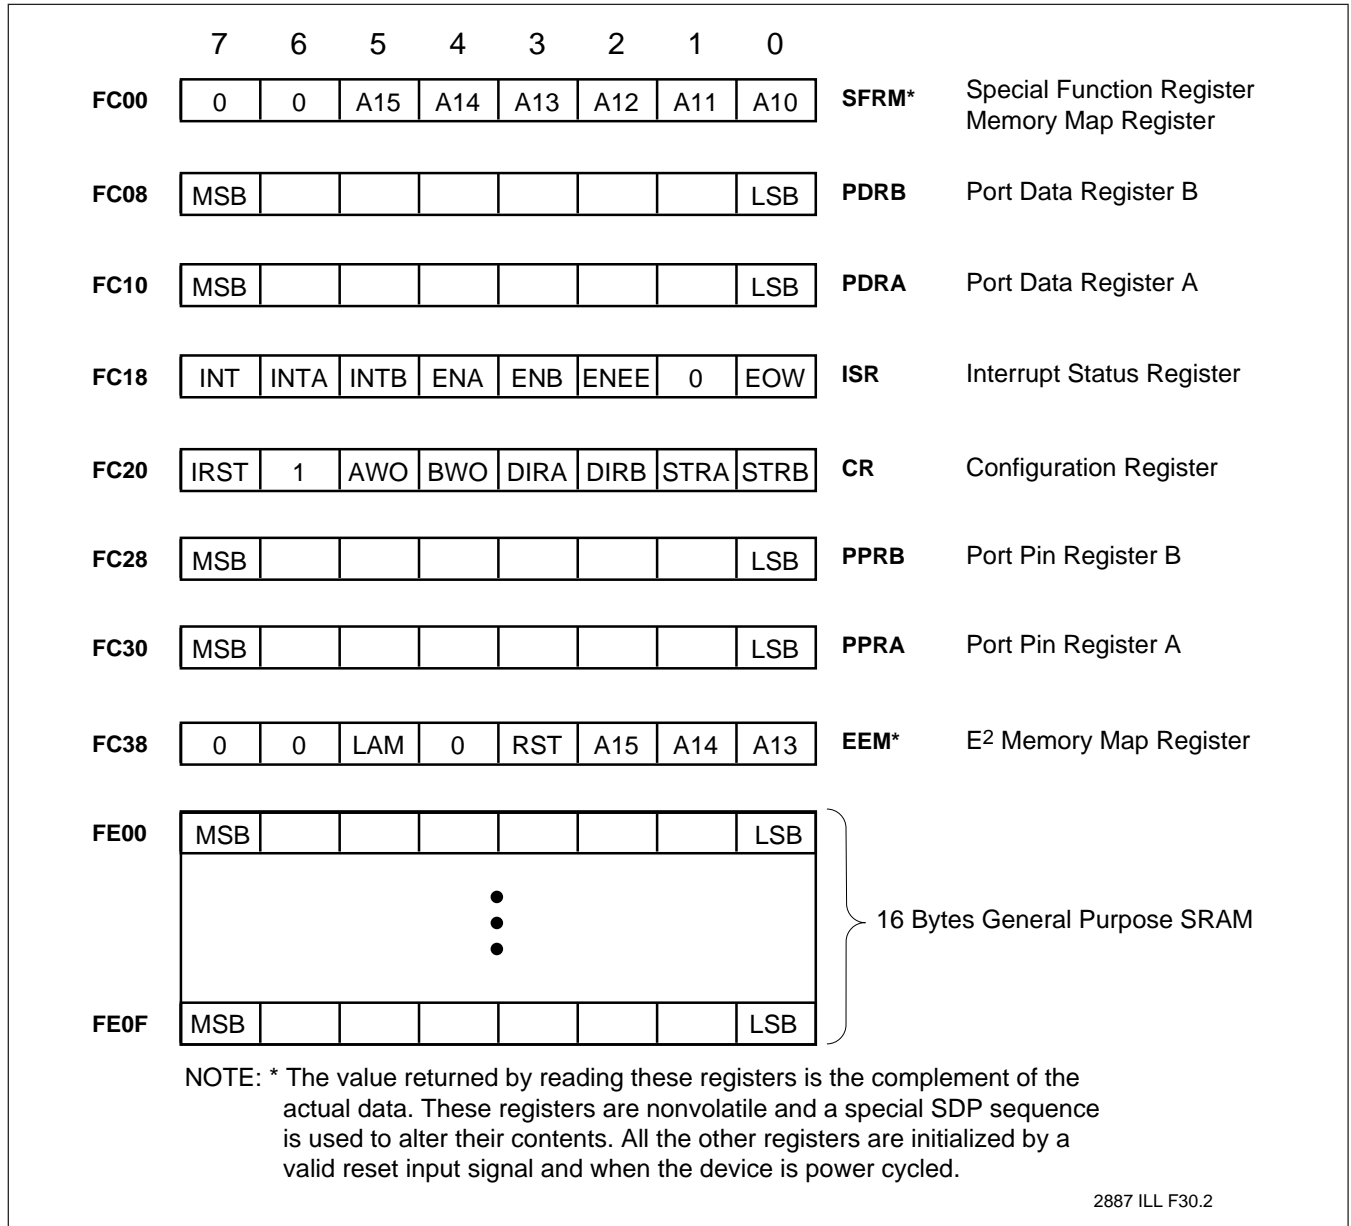 7 6 5 4 3 2 1 0
FC00 0 0 A15 A14 A13 A12 A11 A10 SFRM* Special Function Register
Memory Map Register
FC08 MSB LSB PDRB Port Data Register B
FC10 MSB LSB PDRA Port Data Register A
FC18 INT INTA INTB ENA ENB ENEE 0 EOW ISR Interrupt Status Register
FC20 IRST 1 AWO BWO DIRA DIRB STRA STRB CR Configuration Register
FC28 MSB LSB PPRB Port Pin Register B
FC30 MSB LSB PPRA Port Pin Register A
FC38 0 0 LAM 0 RST A15 A14 A13 EEM* E2 Memory Map Register
FE00 MSB LSB
16 Bytes General Purpose SRAM
FE0F MSB LSB
NOTE: * The value returned by reading these registers is the complement of the
actual data. These registers are nonvolatile and a special SDP sequence
is used to alter their contents. All the other registers are initialized by a
valid reset input signal and when the device is power cycled.
2887 ILL F30.2